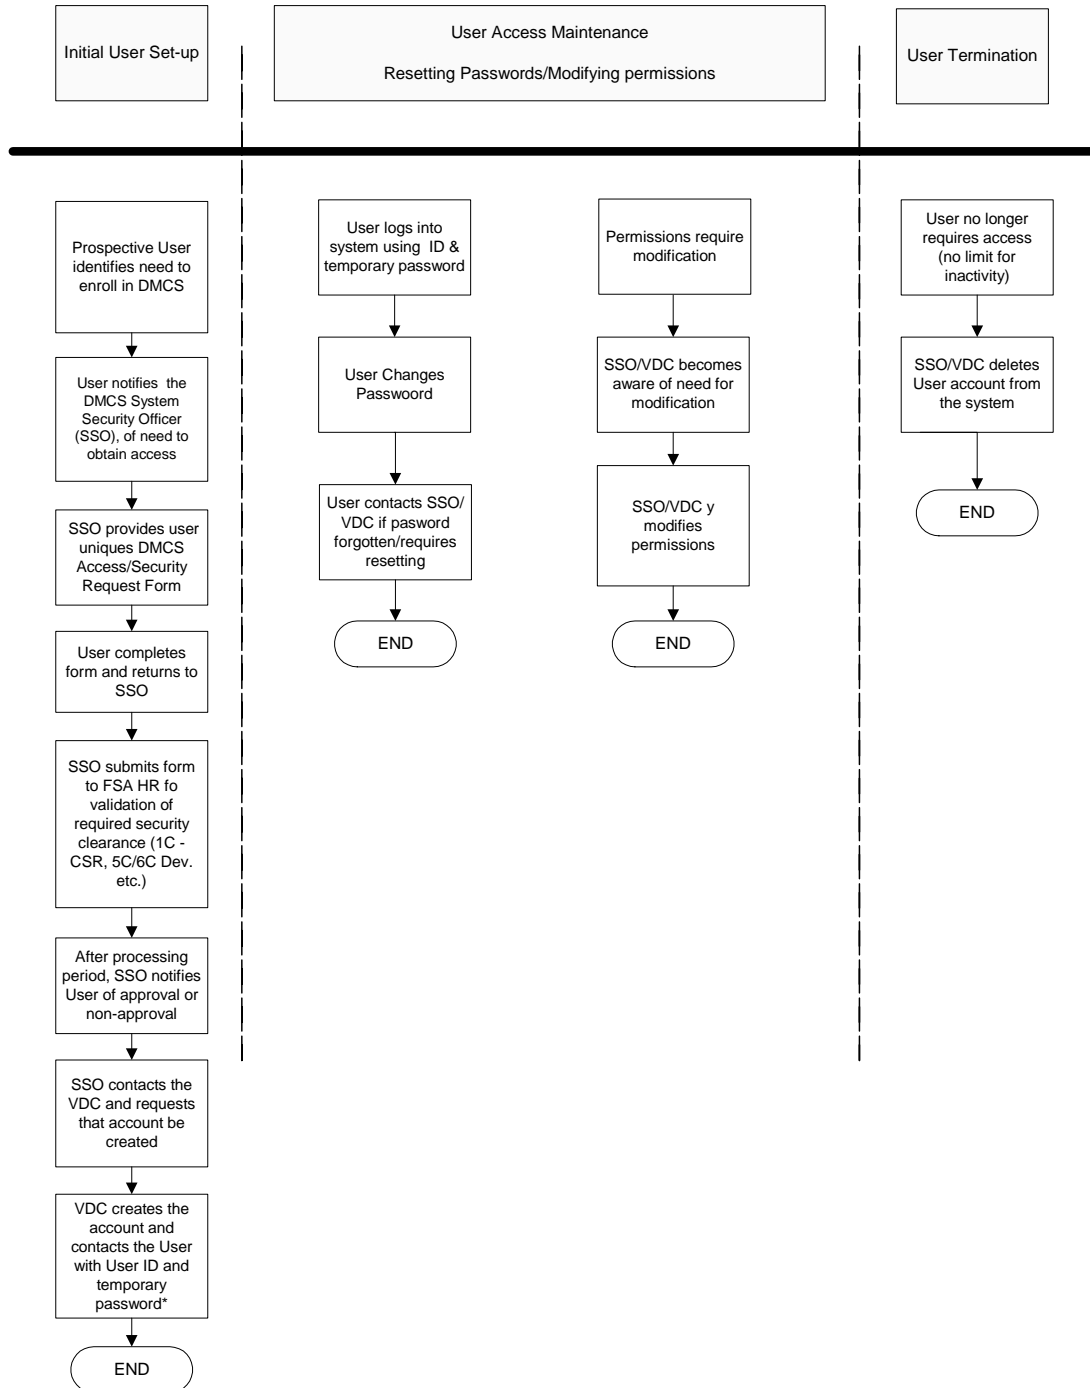 Initial User Set-up
User Access Maintenance
Resetting Passwords/Modifying permissions
User Termination
Prospective User
identifies need to
enroll in DMCS
User notifies  the
DMCS System
Security Officer
(SSO), of need to
obtain access
SSO provides user
uniques DMCS
Access/Security
Request Form
User completes
form and returns to
SSO
SSO submits form
to FSA HR fo
validation of
required security
clearance (1C -
CSR, 5C/6C Dev.
etc.)
After processing
period, SSO notifies
User of approval or
non-approval
SSO contacts the
VDC and requests
that account be
created
VDC creates the
account and
contacts the User
with User ID and
temporary
password*
END
User logs into
system using  ID &
temporary password
User Changes
Passwoord
User contacts SSO/
VDC if pasword
forgotten/requires
resetting
END
Permissions require
modification
SSO/VDC becomes
aware of need for
modification
SSO/VDC y
modifies
permissions
END
User no longer
requires access
(no limit for
inactivity)
SSO/VDC deletes
User account from
the system
END